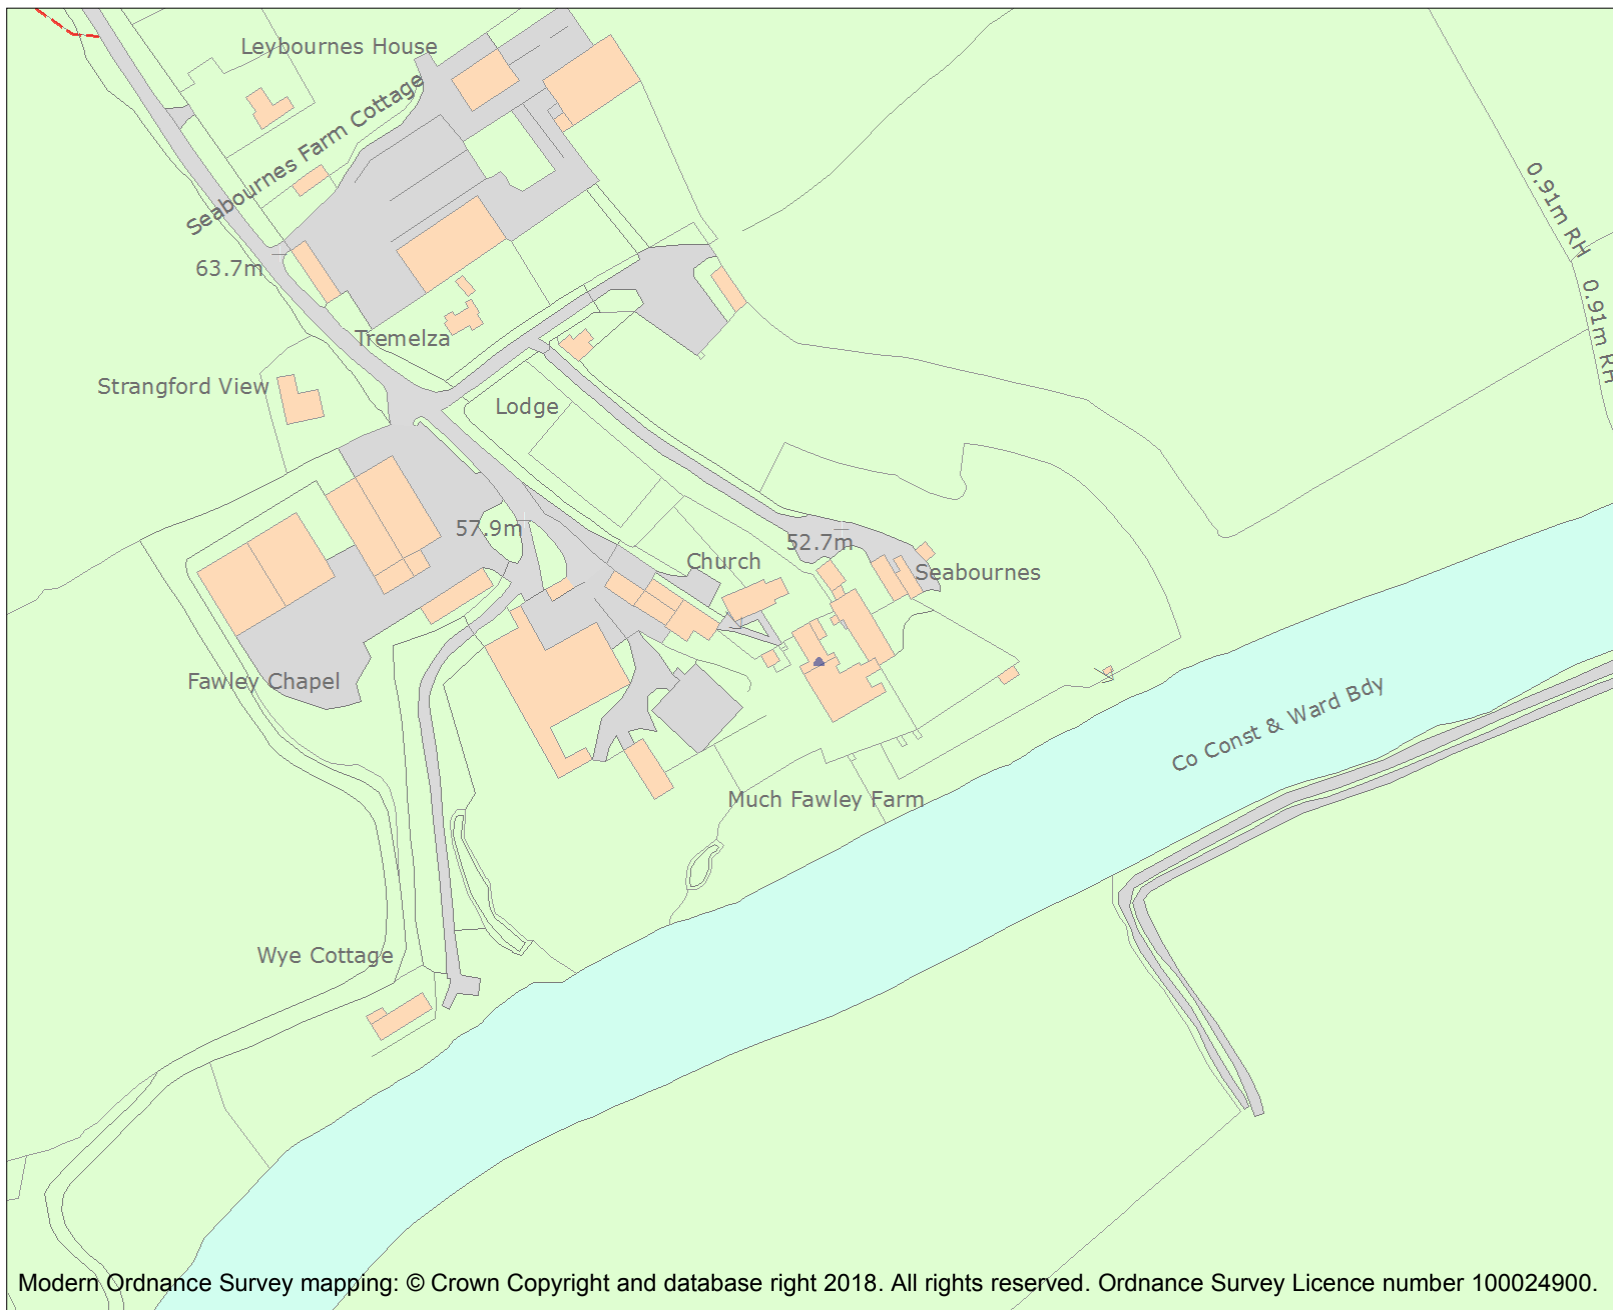 Leybournes House
Seabournes Farm Cottage
0.91m RH
63.7m
0.91m RH
Tremelza
Strangford View
Lodge
57.9m
52.7m
Church
Seabournes
Fawley Chapel
Co Const & Ward Bdy
Much Fawley Farm
Wye Cottage
Modern Ordnance Survey mapping: © Crown Copyright and database right 2018. All rights reserved. Ordnance Survey Licence number 100024900.